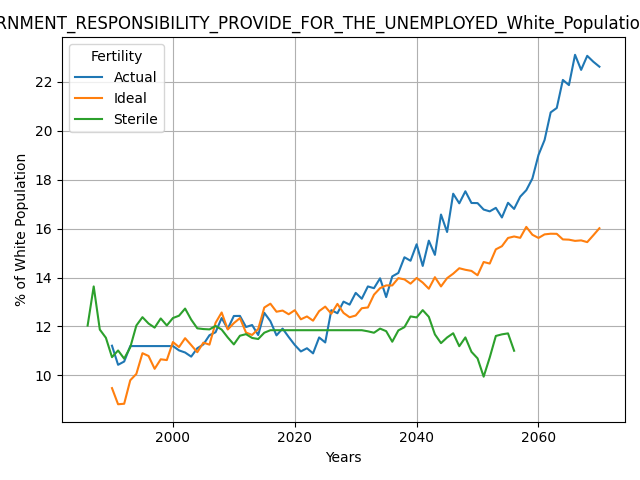 RNMENT_RESPONSIBILITY_PROVIDE_FOR_THE_UNEMPLOYED_White_Populatio
Fertility
Actual
Ideal
Sterile
% of White Population
22
20
18
16
14
12
10
2000 2020 2040 2060
Years